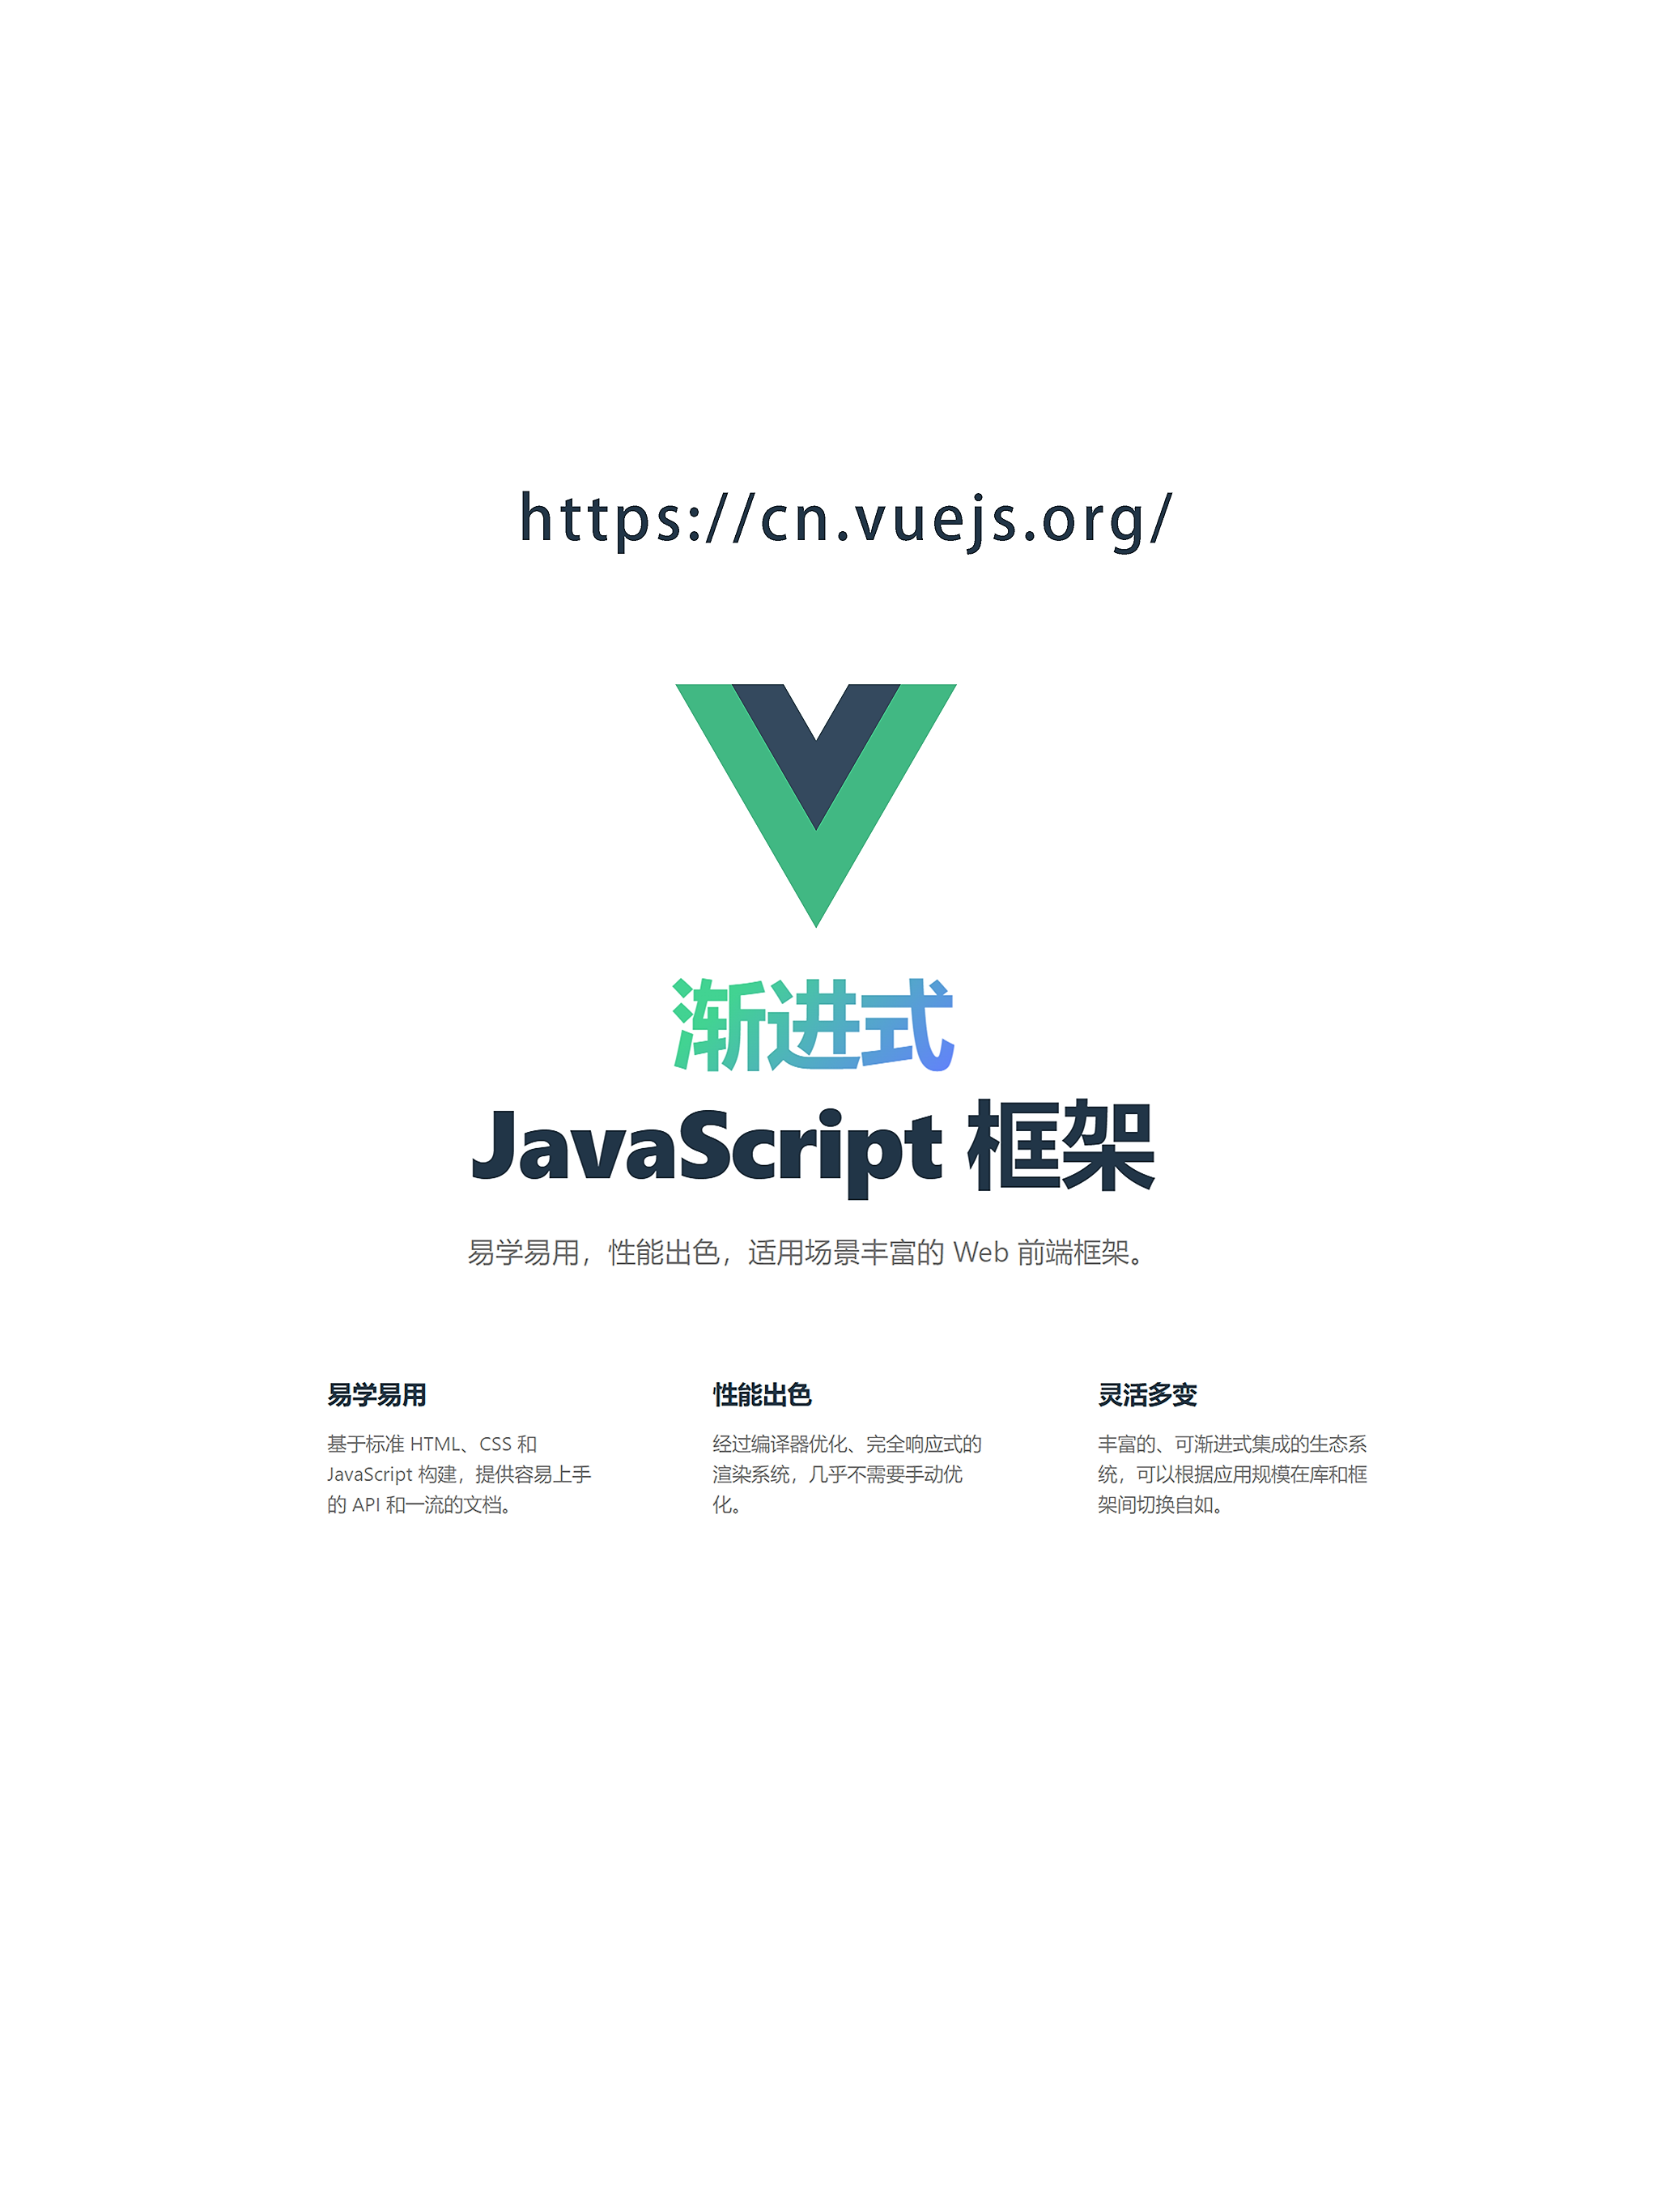 https://cn.vuejs.org/
渐进式
JavaScript 框架
易学易用，性能出色，适用场景丰富的 Web 前端框架。
易学易用
基于标准 HTML、CSS 和
JavaScript 构建，提供容易上手
的 API 和一流的文档。
性能出色
经过编译器优化、完全响应式的
渲染系统，几乎不需要手动优
化。
灵活多变
丰富的、可渐进式集成的生态系
统，可以根据应用规模在库和框
架间切换自如。